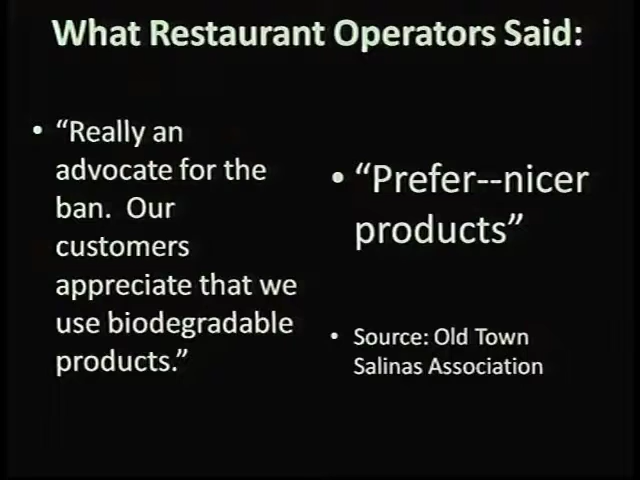 What Restaurant Operators Said:
• “Really an
advocate for the
ban.  Our
customers
appreciate that we
use biodegradable
products.”
• “Prefer--nicer
products”
• Source: Old Town
Salinas Association